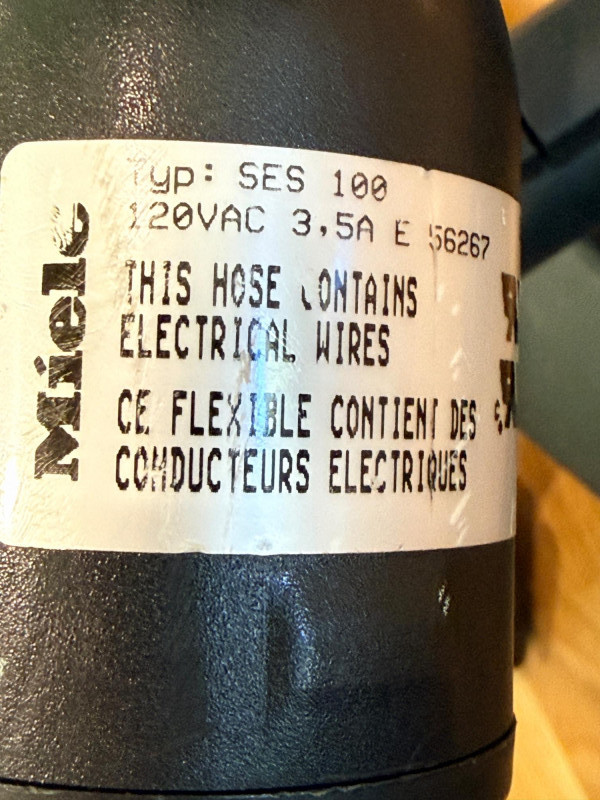 Miele
Typ: SES 100
120VAC 3,5A E 56267
THIS HOSE CONTAINS
ELECTRICAL WIRES
CE FLEXIBLE CONTIENT DES
CONDUCTEURS ELECTRIQUES